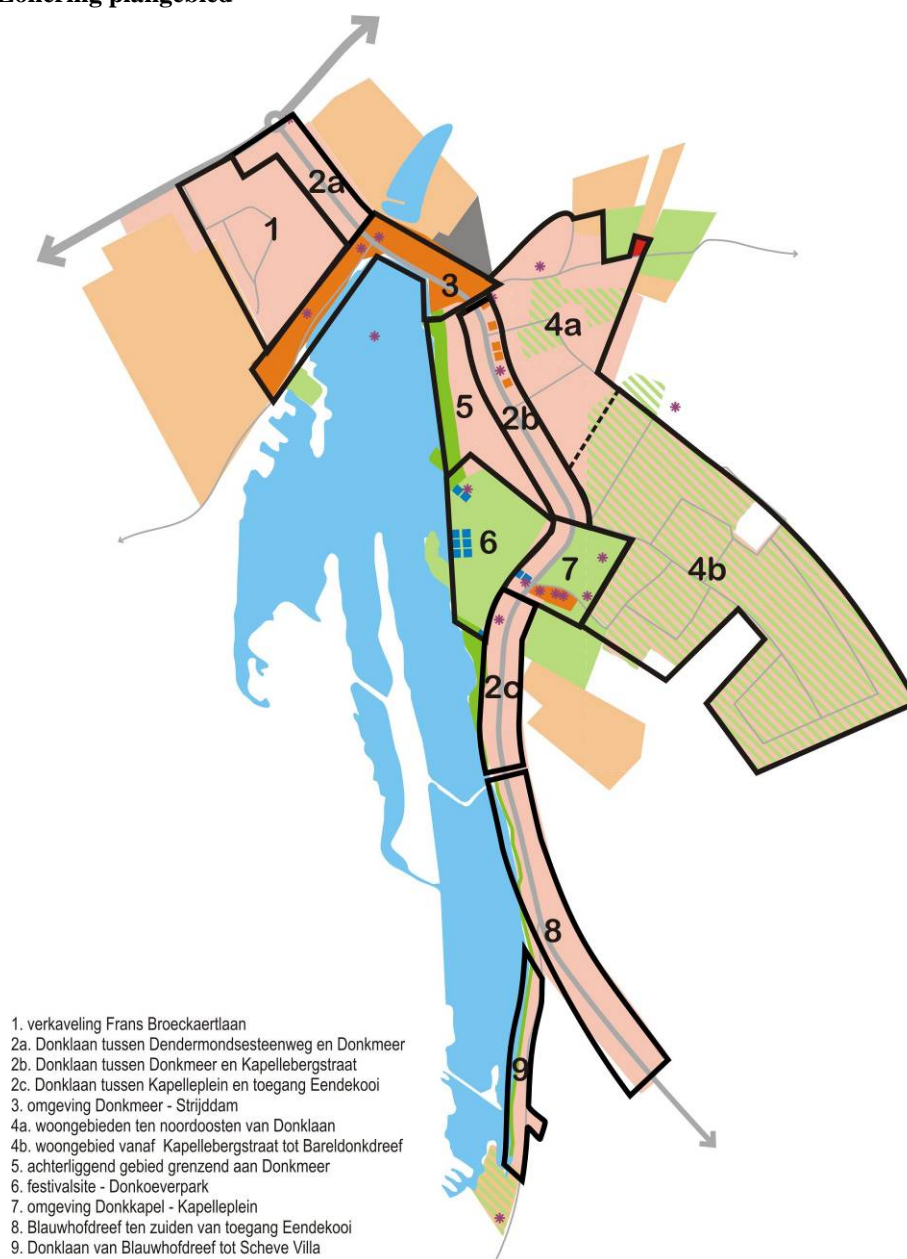 Zonering plangebied
2a
1
3
4a
5
2b
6
7
4b
2c
8
9
1. verkaveling Frans Broeckaertlaan
2a. Donklaan tussen Dendermondsesteenweg en Donkmeer
2b. Donklaan tussen Donkmeer en Kapellebergstraat
2c. Donklaan tussen Kapelleplein en toegang Eendekooi
3. omgeving Donkmeer - Strijddam
4a. woongebieden ten noordoosten van Donklaan
4b. woongebied vanaf Kapellebergstraat tot Bareldonkdreef
5. achterliggend gebied grenzend aan Donkmeer
6. festivalsite - Donkoeverpark
7. omgeving Donkkapel - Kapelleplein
8. Blauwhofdreef ten zuiden van toegang Eendekooi
9. Donklaan van Blauwhofdreef tot Scheve Villa